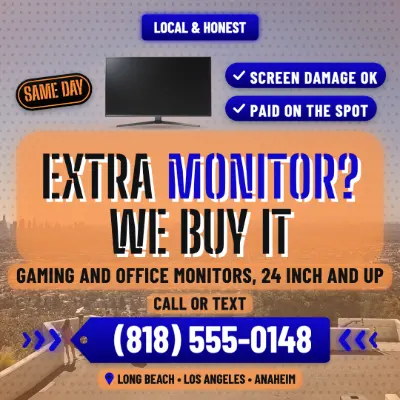 LOCAL & HONEST
SAME DAY
SCREEN DAMAGE OK
PAID ON THE SPOT
EXTRA MONITOR?
WE BUY IT
GAMING AND OFFICE MONITORS, 24 INCH AND UP
CALL OR TEXT
(818) 555-0148
LONG BEACH • LOS ANGELES • ANAHEIM